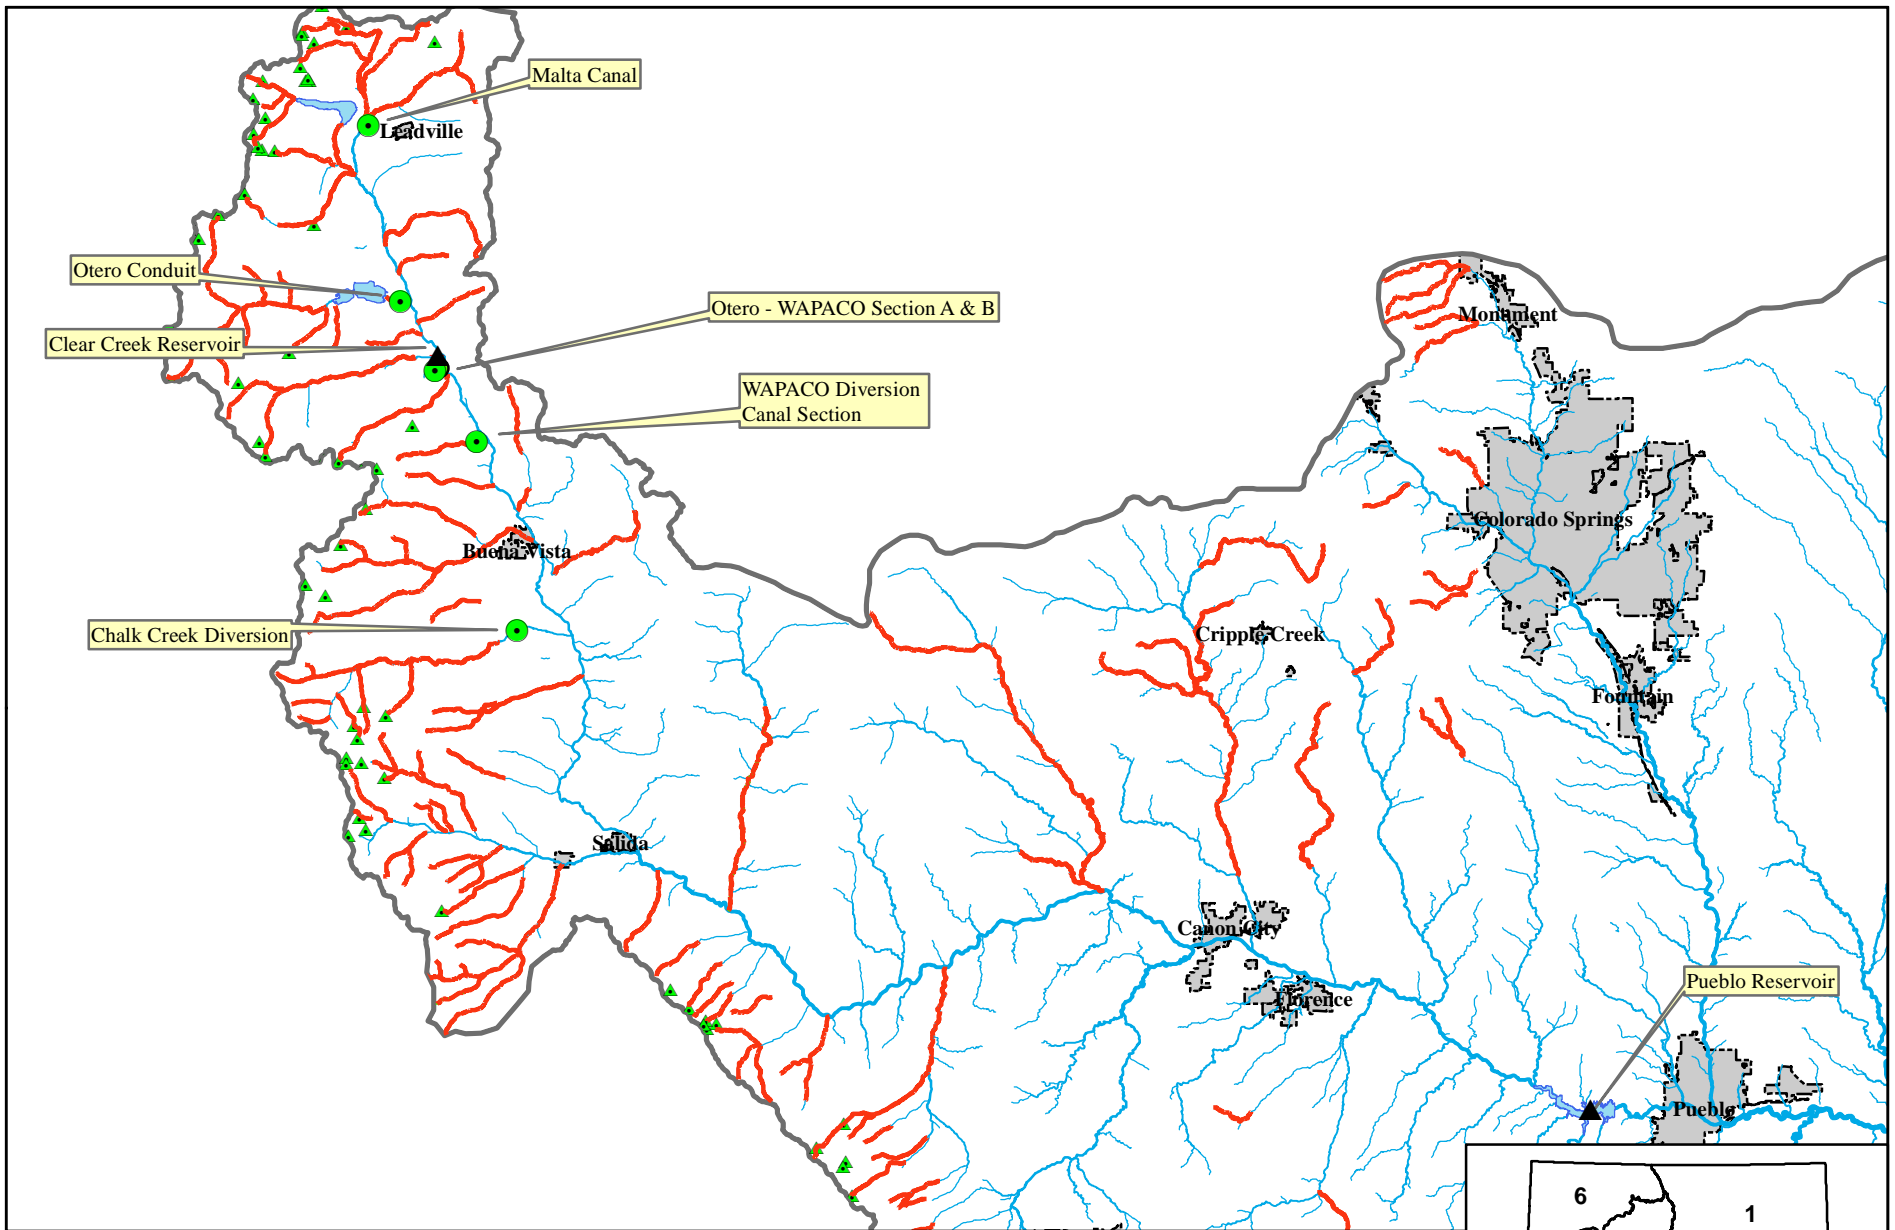 Malta Canal
Leadville
Otero Conduit
Otero - WAPACO Section A & B
Clear Creek Reservoir
WAPACO Diversion
Canal Section
Monument
Colorado Springs
Buena Vista
Chalk Creek Diversion
Cripple Creek
Fountain
Salida
Canon City
Florence
Pueblo Reservoir
Pueblo
6
1